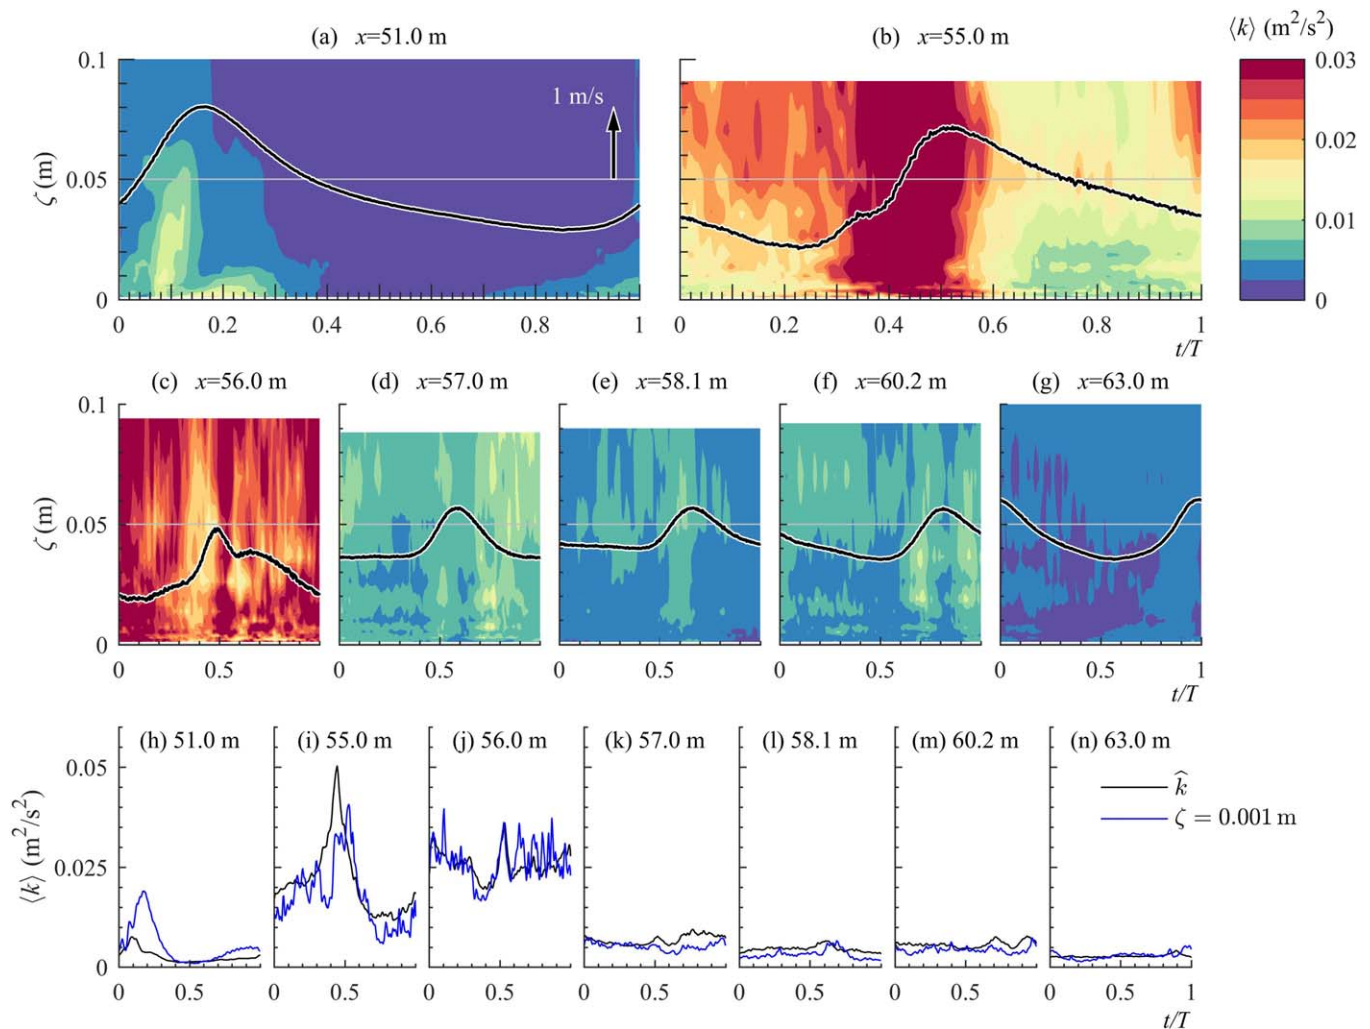 (a) x=51.0 m
(b) x=55.0 m
⟨k⟩ (m²/s²)
0.1
0.05
0
ζ (m)
1 m/s
0 0.2 0.4 0.6 0.8 1
0 0.2 0.4 0.6 0.8 1
t/T
0.03
0.02
0.01
0
(c) x=56.0 m
(d) x=57.0 m
(e) x=58.1 m
(f) x=60.2 m
(g) x=63.0 m
0.1
0.05
0
ζ (m)
0 0.5
0 0.5
0 0.5
0 0.5
0 0.5 1
t/T
(h) 51.0 m
(i) 55.0 m
(j) 56.0 m
(k) 57.0 m
(l) 58.1 m
(m) 60.2 m
(n) 63.0 m
0.05
0.025
0
⟨k⟩ (m²/s²)
k̂
ζ = 0.001 m
0 0.5
0 0.5
0 0.5
0 0.5
0 0.5
0 0.5
0 0.5 1
t/T